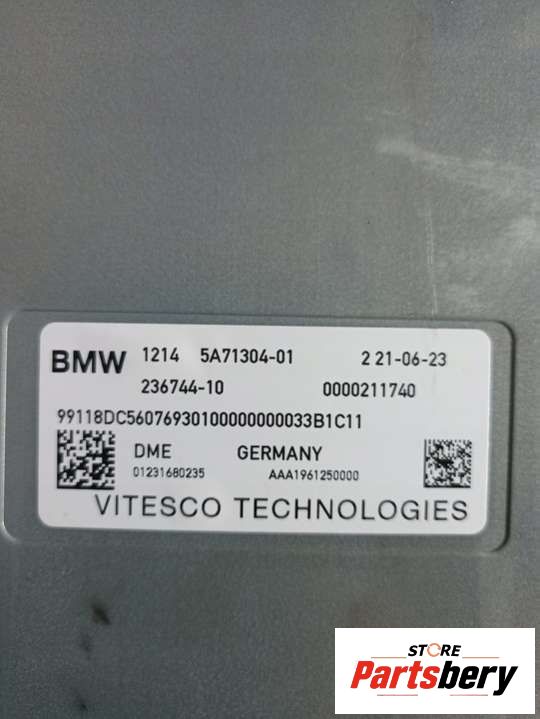 BMW 1214 5A71304-01 2 21-06-23
236744-10 0000211740
99118DC560769301000000000033B1C11
DME GERMANY
01231680235 AAA1961250000
VITESCO TECHNOLOGIES
STORE
Partsbery